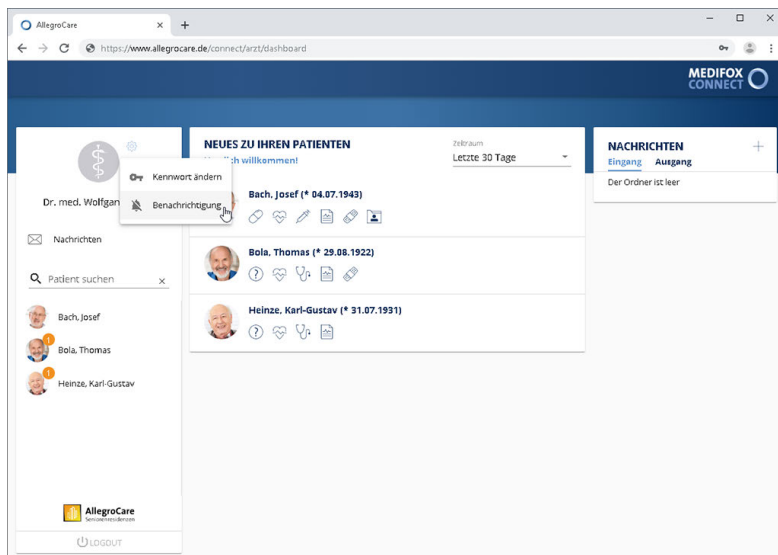 AllegroCare
https://www.allegrocare.de/connect/arzt/dashboard
MEDIFOX
CONNECT
Dr. med.
Kennwort ändern
Benachrichtigung
Nachrichten
Patient suchen
Bach, Josef
1
Bola, Thomas
1
Heinze, Karl-Gustav
AllegroCare
Seniorenresidenzen
LOGOUT
NEUES ZU IHREN PATIENTEN
willkommen!
Zeitraum
Letzte 30 Tage
Bach, Josef (* 04.07.1943)
Bola, Thomas (* 29.08.1922)
Heinze, Karl-Gustav (* 31.07.1931)
NACHRICHTEN
Eingang Ausgang
Der Ordner ist leer